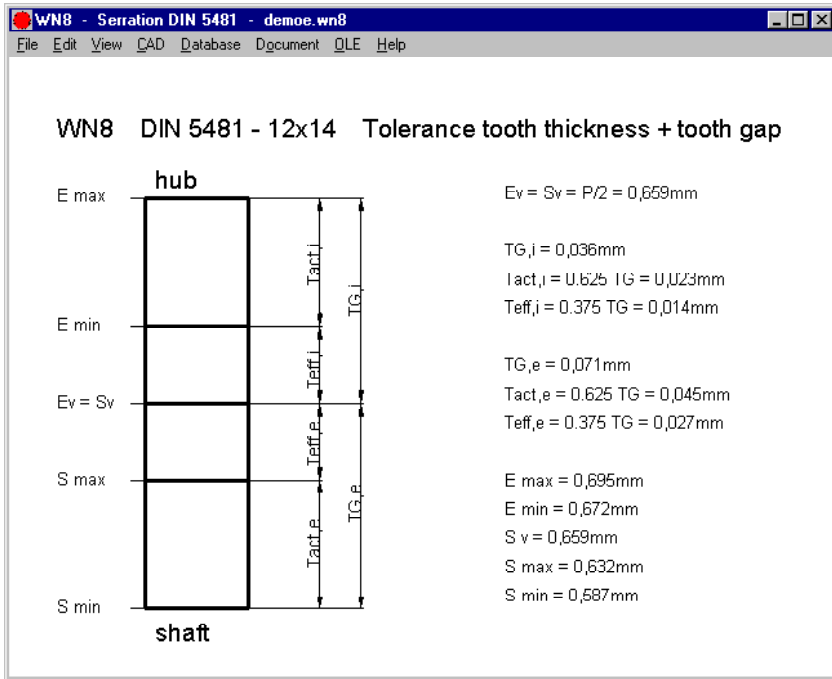 WN8 - Serration DIN 5481 - demoe.wn8
File Edit View CAD Database Document OLE Help
WN8 DIN 5481 - 12x14 Tolerance tooth thickness + tooth gap
hub
E max
E min
Ev = Sv
S max
S min
shaft
Tact,i
TG,i
Teff,i
Teff,e
TG,e
Tact,e
Ev = Sv = P/2 = 0,659mm
TG,i = 0,036mm
Tact,i = 0.625 TG = 0,023mm
Teff,i = 0.375 TG = 0,014mm
TG,e = 0,071mm
Tact,e = 0.625 TG = 0,045mm
Teff,e = 0.375 TG = 0,027mm
E max = 0,695mm
E min = 0,672mm
S v = 0,659mm
S max = 0,632mm
S min = 0,587mm